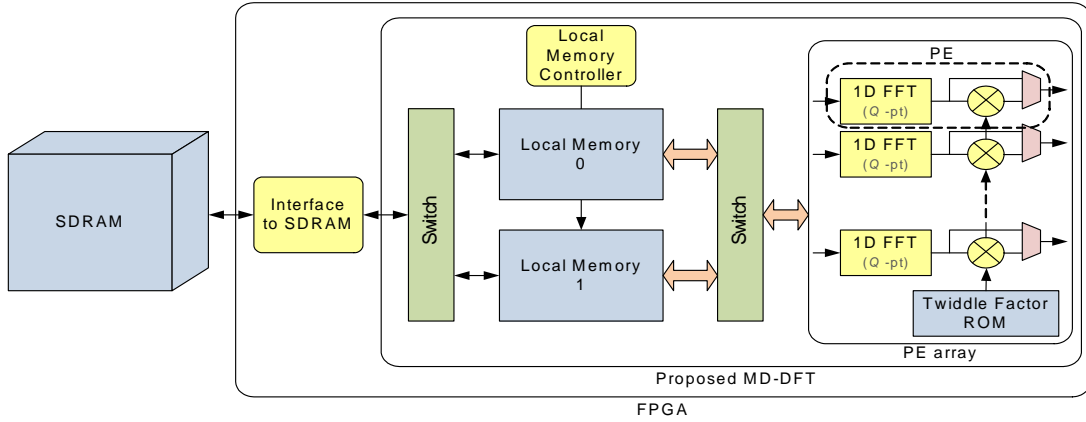 Local
Memory
Controller
PE
1D FFT
(Q -pt)
Local Memory
0
1D FFT
(Q -pt)
SDRAM
Interface
to SDRAM
Switch
Switch
Local Memory
1
1D FFT
(Q -pt)
Twiddle Factor
ROM
PE array
Proposed MD-DFT
FPGA